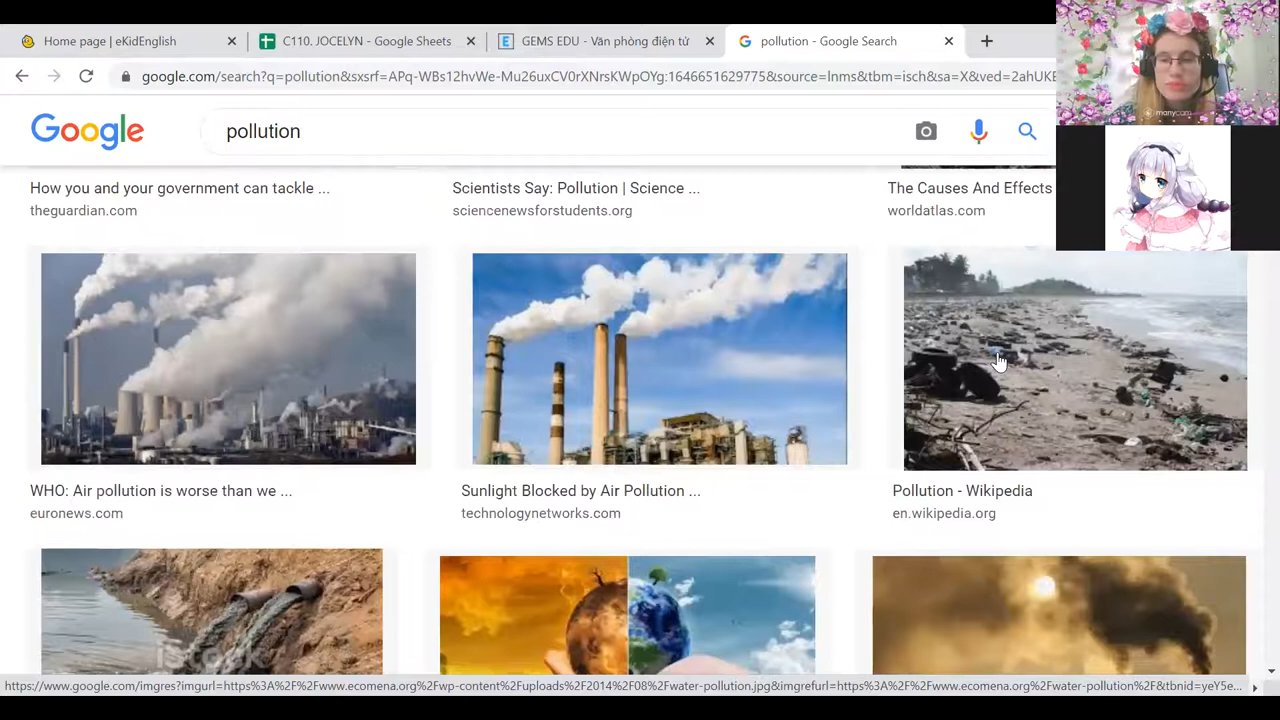 Home page | eKidEnglish
C110. JOCELYN - Google Sheets
GEMS EDU - Văn phòng điện tử
pollution - Google Search
google.com/search?q=pollution&sxsrf=APq-WBs12hvWe-Mu26uxCV0rXNrsKWpOYg:1646651629775&source=lnms&tbm=isch&sa=X&ved=2ahUKE
manycam
Google
pollution
How you and your government can tackle ...
Scientists Say: Pollution | Science ...
The Causes And Effects
theguardian.com
sciencenewsforstudents.org
worldatlas.com
WHO: Air pollution is worse than we ...
Sunlight Blocked by Air Pollution ...
Pollution - Wikipedia
euronews.com
technologynetworks.com
en.wikipedia.org
iStock
https://www.google.com/imgres?imgurl=https%3A%2F%2Fwww.ecomena.org%2Fwp-content%2Fuploads%2F2014%2F08%2Fwater-pollution.jpg&imgrefurl=https%3A%2F%2Fwww.ecomena.org%2Fwater-pollution%2F&tbnid=yeY5e...